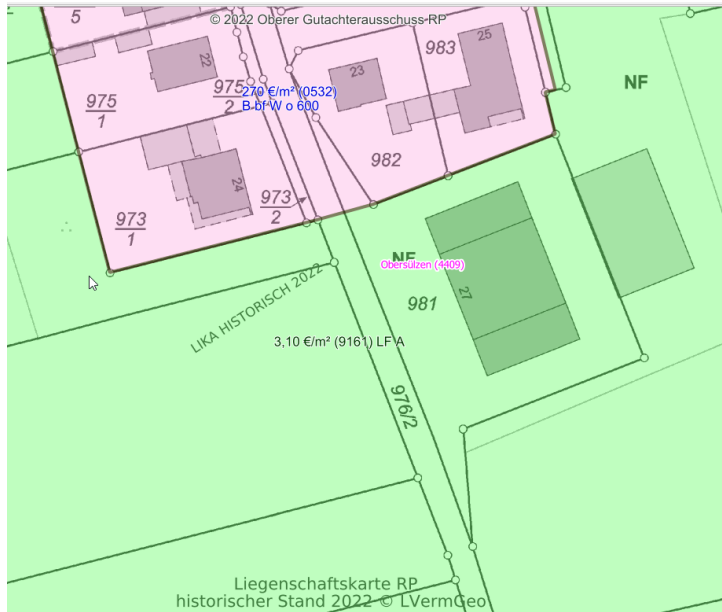 © 2022 Oberer Gutachterausschuss RP
5
22
975
1
975
2
270 €/m² (0532)
B bf W o 600
23
983
25
NF
982
24
973
1
973
2
NF
Obersülzen (4409)
981
27
LIKA HISTORISCH 2022
3,10 €/m² (9161) LF A
976/2
Liegenschaftskarte RP
historischer Stand 2022 © LVermGeo